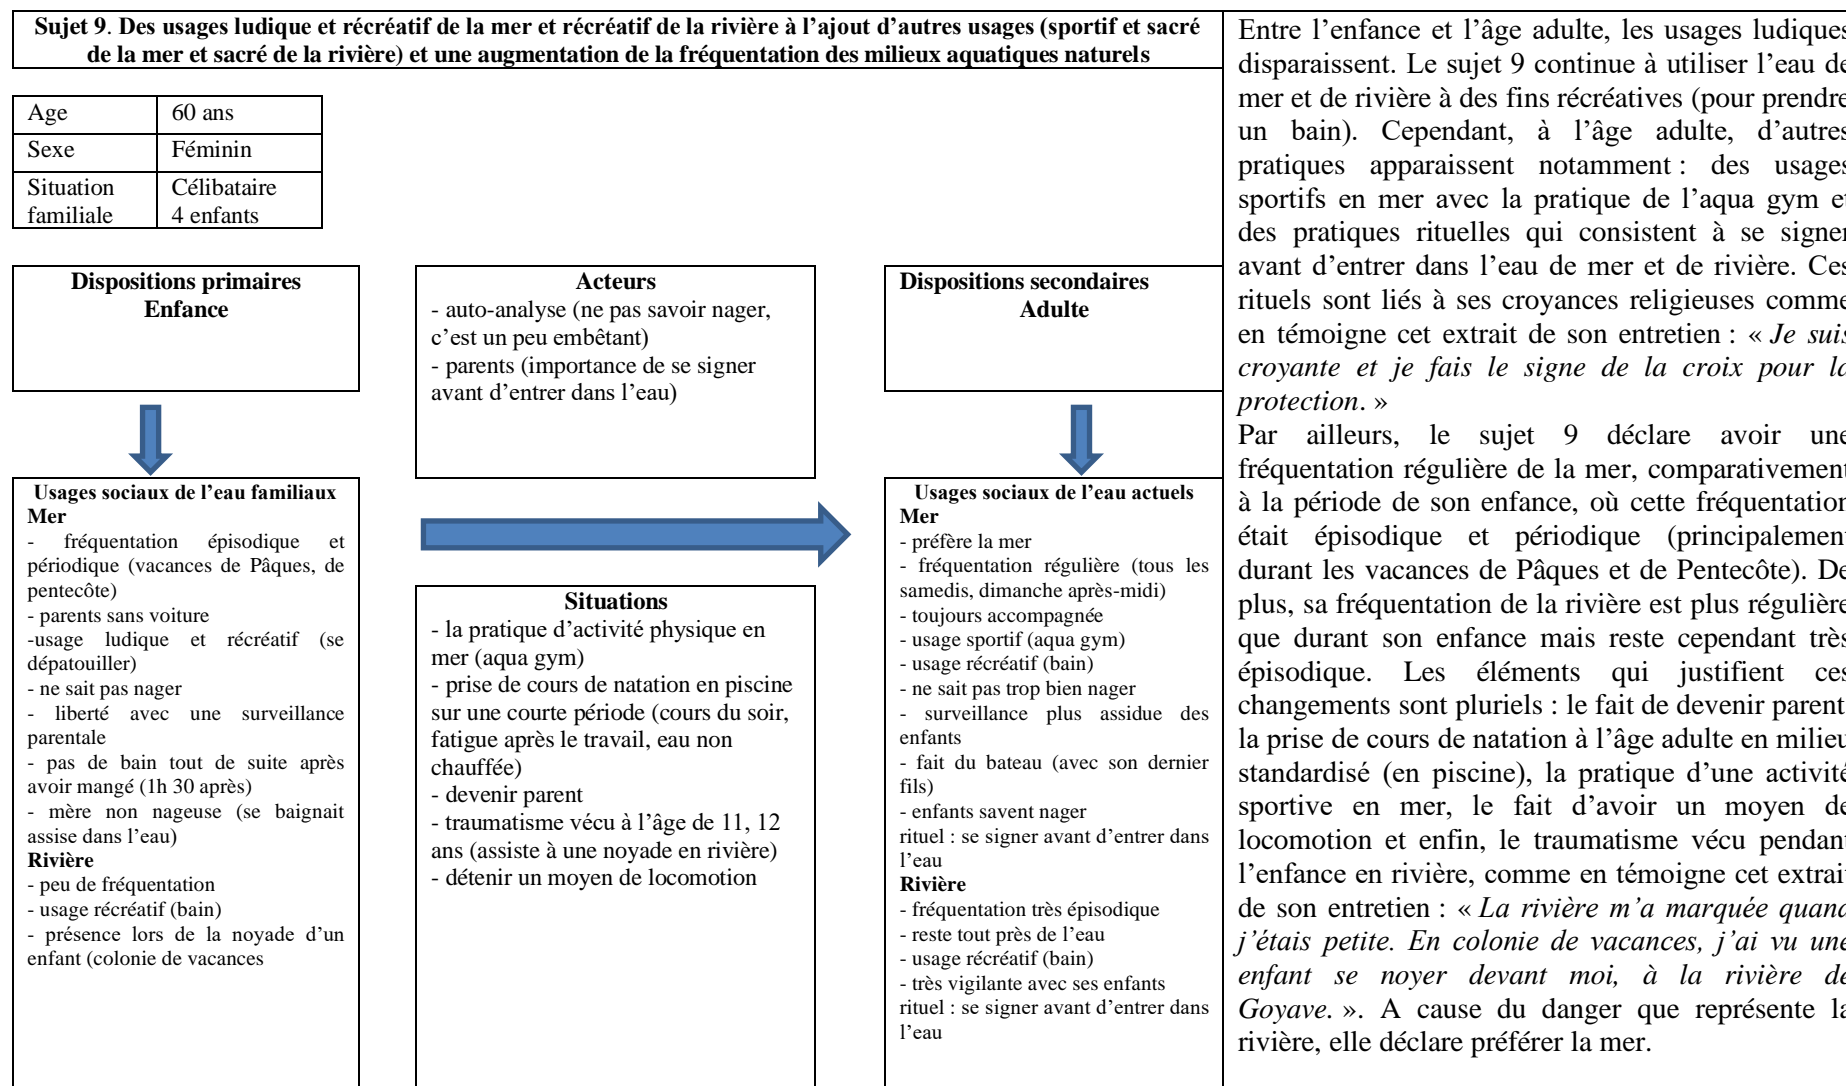 Sujet 9. Des usages ludique et récréatif de la mer et récréatif de la rivière à l’ajout d’autres usages (sportif et sacré
de la mer et sacré de la rivière) et une augmentation de la fréquentation des milieux aquatiques naturels
Age 60 ans
Sexe Féminin
Situation Célibataire
familiale 4 enfants
Dispositions primaires
Enfance
Usages sociaux de l’eau familiaux
Mer
- fréquentation épisodique et
périodique (vacances de Pâques, de
pentecôte)
- parents sans voiture
-usage ludique et récréatif (se
dépatouiller)
- ne sait pas nager
- liberté avec une surveillance
parentale
- pas de bain tout de suite après
avoir mangé (1h 30 après)
- mère non nageuse (se baignait
assise dans l’eau)
Rivière
- peu de fréquentation
- usage récréatif (bain)
- présence lors de la noyade d’un
enfant (colonie de vacances
Acteurs
- auto-analyse (ne pas savoir nager,
c’est un peu embêtant)
- parents (importance de se signer
avant d’entrer dans l’eau)
Situations
- la pratique d’activité physique en
mer (aqua gym)
- prise de cours de natation en piscine
sur une courte période (cours du soir,
fatigue après le travail, eau non
chauffée)
- devenir parent
- traumatisme vécu à l’âge de 11, 12
ans (assiste à une noyade en rivière)
- détenir un moyen de locomotion
Dispositions secondaires
Adulte
Usages sociaux de l’eau actuels
Mer
- préfère la mer
- fréquentation régulière (tous les
samedis, dimanche après-midi)
- toujours accompagnée
- usage sportif (aqua gym)
- usage récréatif (bain)
- ne sait pas trop bien nager
- surveillance plus assidue des
enfants
- fait du bateau (avec son dernier
fils)
- enfants savent nager
rituel : se signer avant d’entrer dans
l’eau
Rivière
- fréquentation très épisodique
- reste tout près de l’eau
- usage récréatif (bain)
- très vigilante avec ses enfants
rituel : se signer avant d’entrer dans
l’eau
Entre l’enfance et l’âge adulte, les usages ludiques
disparaissent. Le sujet 9 continue à utiliser l’eau de
mer et de rivière à des fins récréatives (pour prendre
un bain). Cependant, à l’âge adulte, d’autres
pratiques apparaissent notamment : des usages
sportifs en mer avec la pratique de l’aqua gym et
des pratiques rituelles qui consistent à se signer
avant d’entrer dans l’eau de mer et de rivière. Ces
rituels sont liés à ses croyances religieuses comme
en témoigne cet extrait de son entretien : « Je suis
croyante et je fais le signe de la croix pour la
protection. »
Par ailleurs, le sujet 9 déclare avoir une
fréquentation régulière de la mer, comparativement
à la période de son enfance, où cette fréquentation
était épisodique et périodique (principalement
durant les vacances de Pâques et de Pentecôte). De
plus, sa fréquentation de la rivière est plus régulière
que durant son enfance mais reste cependant très
épisodique. Les éléments qui justifient ces
changements sont pluriels : le fait de devenir parent
la prise de cours de natation à l’âge adulte en milieu
standardisé (en piscine), la pratique d’une activité
sportive en mer, le fait d’avoir un moyen de
locomotion et enfin, le traumatisme vécu pendant
l’enfance en rivière, comme en témoigne cet extrait
de son entretien : « La rivière m’a marquée quand
j’étais petite. En colonie de vacances, j’ai vu une
enfant se noyer devant moi, à la rivière de
Goyave. ». A cause du danger que représente la
rivière, elle déclare préférer la mer.